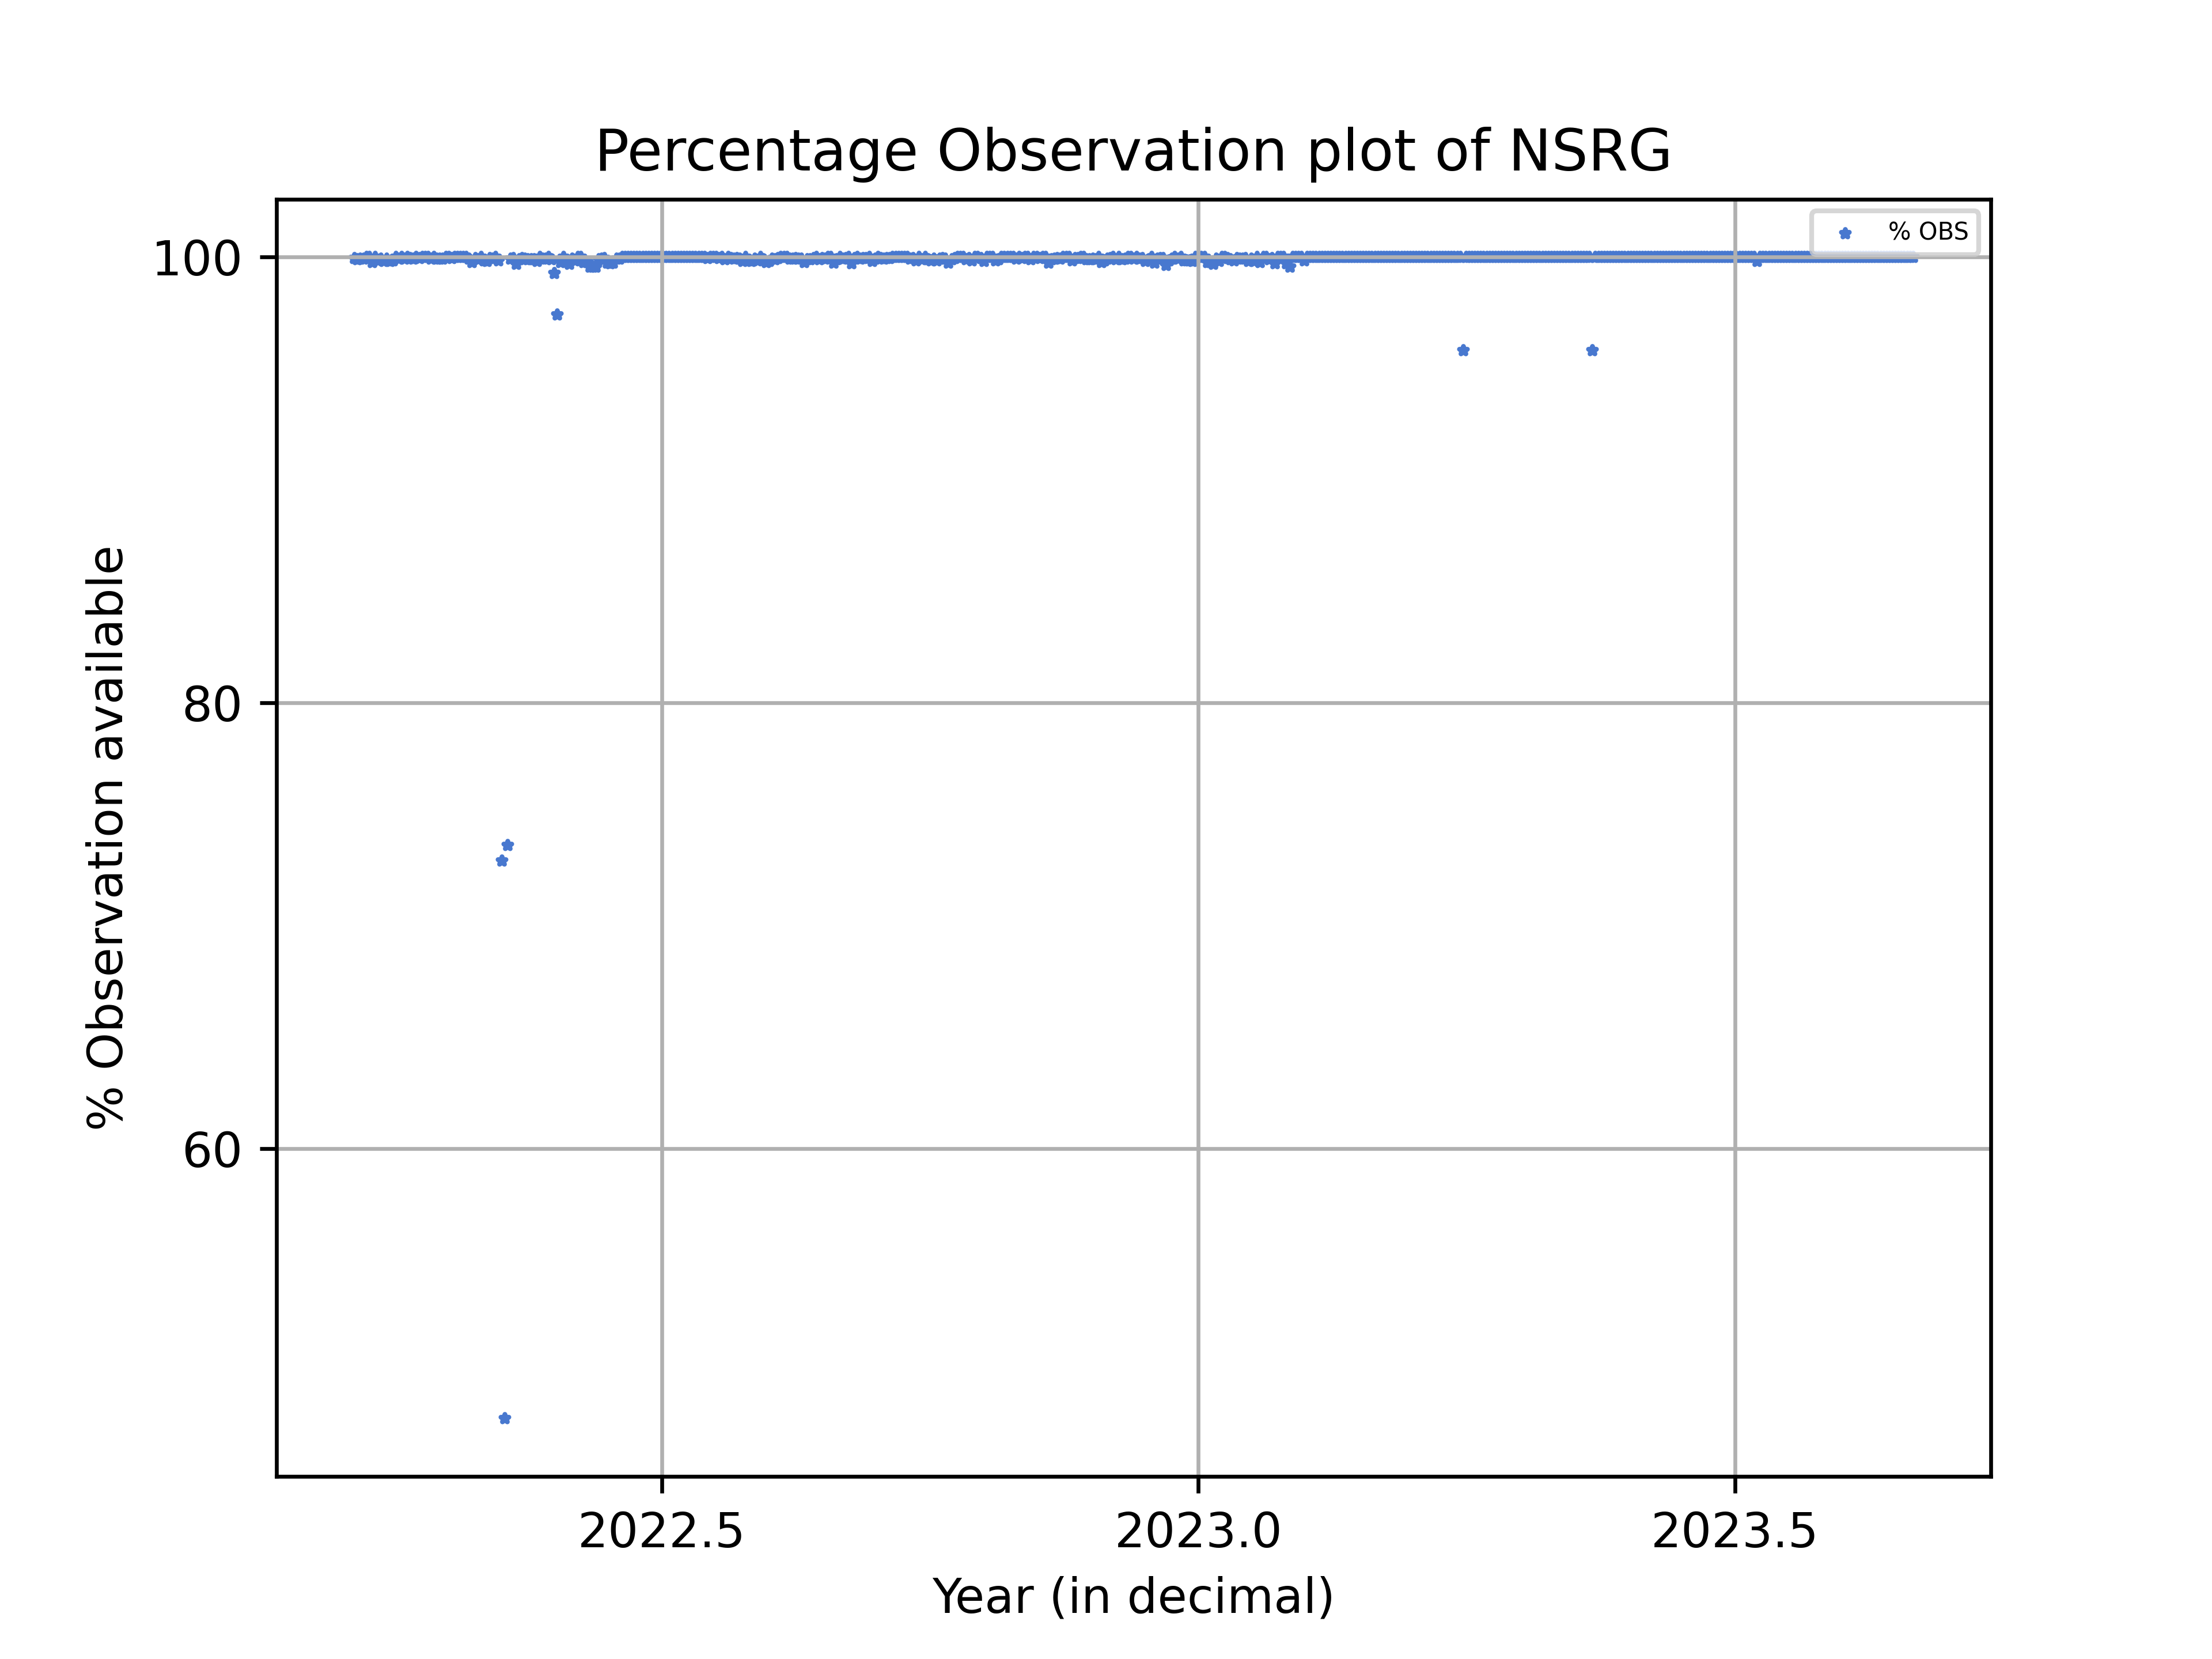 Percentage Observation plot of NSRG
% OBS
100
80
60
% Observation available
2022.5
2023.0
2023.5
Year (in decimal)